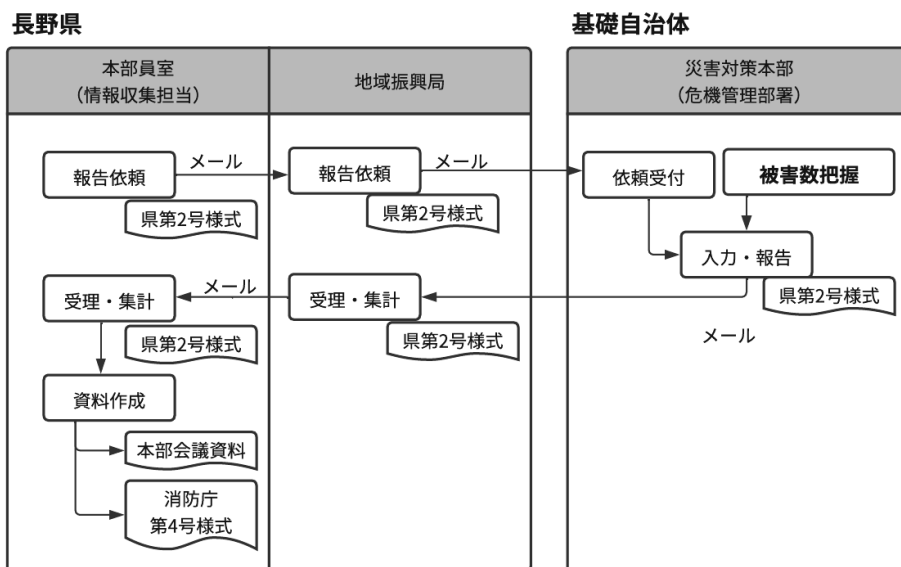 長野県
基礎自治体
本部員室
(情報収集担当)
地域振興局
災害対策本部
(危機管理部署)
報告依頼
メール
報告依頼
メール
依頼受付
被害数把握
県第2号様式
県第2号様式
入力・報告
県第2号様式
受理・集計
メール
受理・集計
県第2号様式
県第2号様式
メール
資料作成
本部会議資料
消防庁
第4号様式